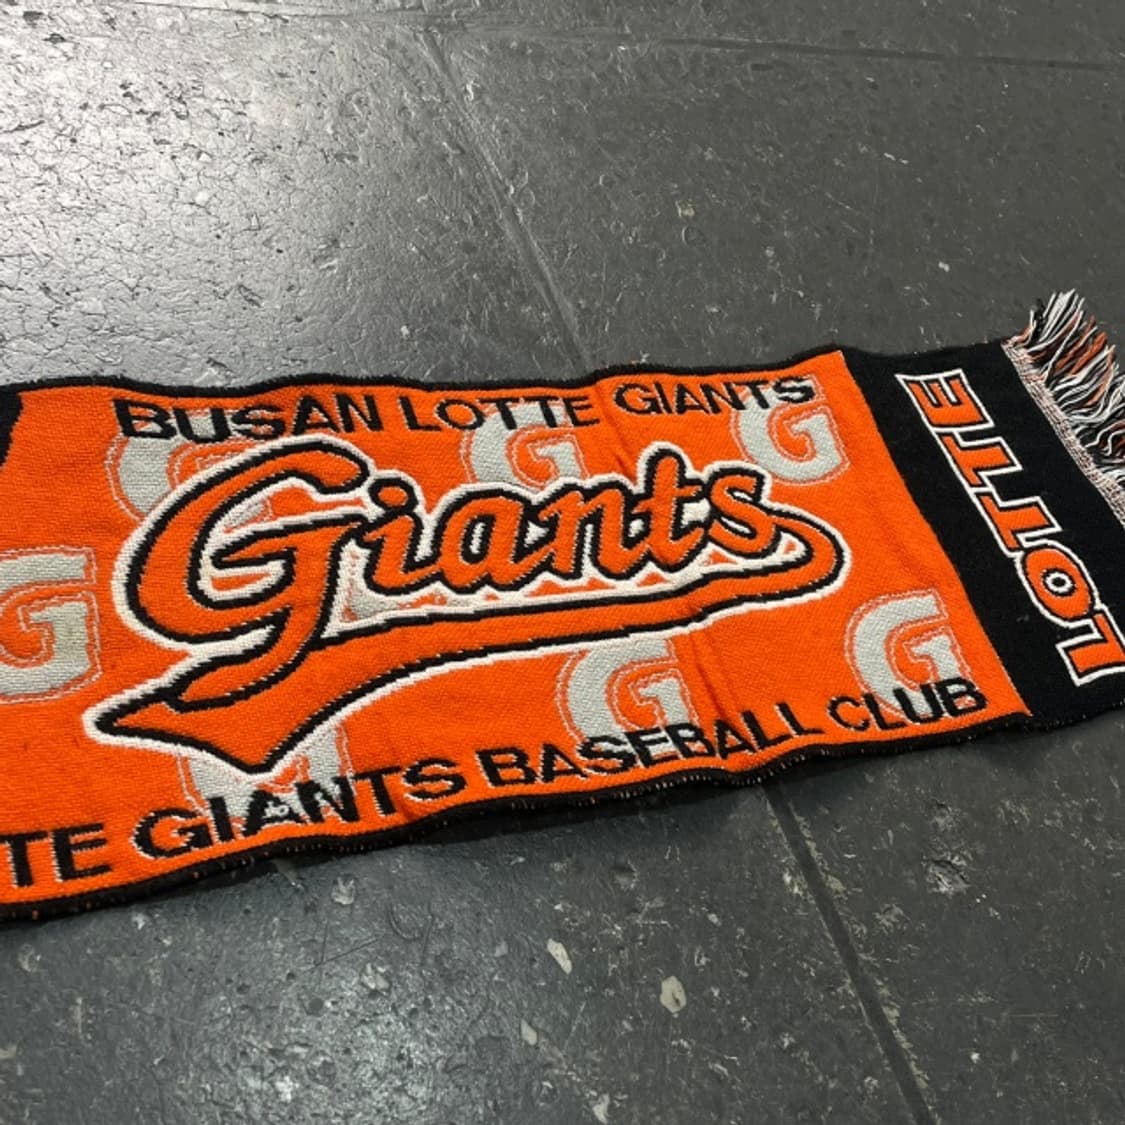 BUSAN LOTTE GIANTS
G G G
Giants
G G G G
TE GIANTS BASEBALL CLUB
LOTTE